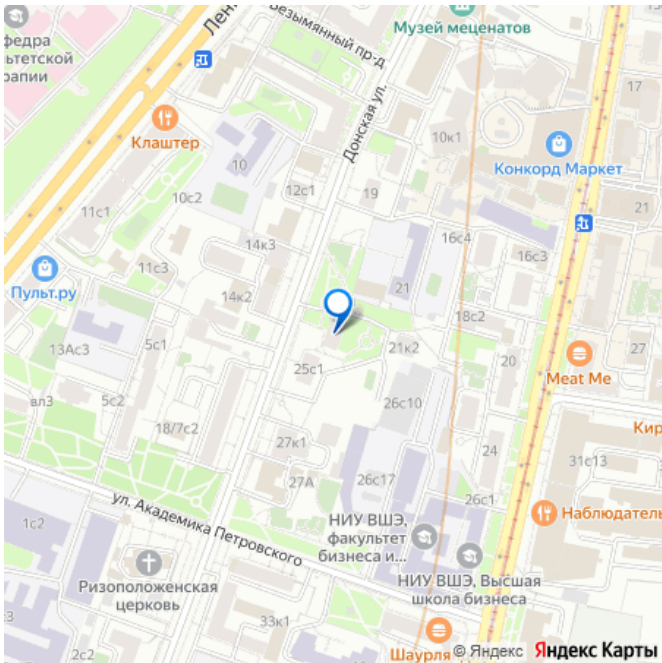 федра
льтетской
рапии
Лен
Безымянный пр-д
Музей меценатов
17
Клаштер
10
Донская ул.
10к1
Конкорд Маркет
10с2
12с1
19
11с1
21
14к3
16с4
16с3
11с3
Пульт.ру
14к2
21
18с2
13Ас3
5с1
21к2
20
27
Meat Me
25с1
вл3
5с2
18/7с2
26с10
Кир
27к1
24
31с13
27А
26с17
26с1
ул. Академика Петровского
1с2
НИУ ВШЭ,
факультет
бизнеса и...
Наблюдатель
Ризоположенская
церковь
НИУ ВШЭ, Высшая
школа бизнеса
33к1
2с2
Шаурля
© Яндекс Яндекс Карты